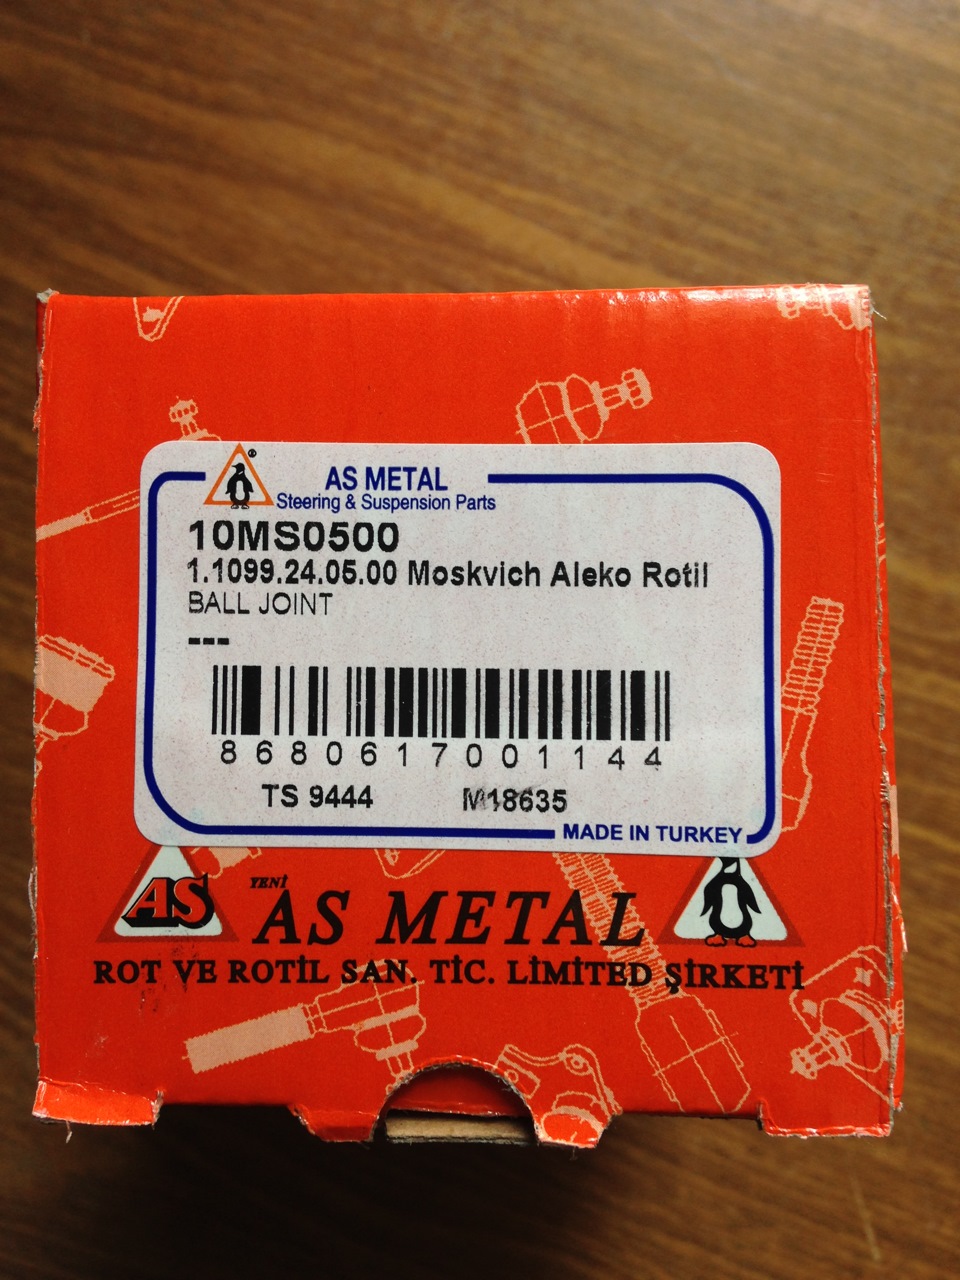 AS METAL
Steering & Suspension Parts
10MS0500
1.1099.24.05.00 Moskvich Aleko Rotil
BALL JOINT
---
8680617001144
TS 9444 M18635
MADE IN TURKEY
AS YENİ AS METAL
ROT VE ROTİL SAN. TİC. LİMİTED ŞİRKETİ